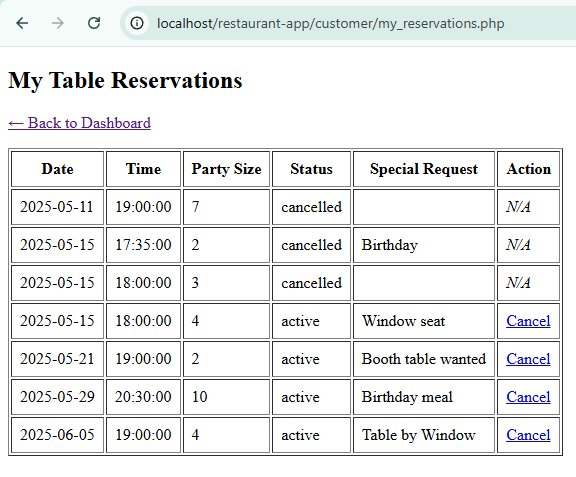 localhost/restaurant-app/customer/my_reservations.php
My Table Reservations
← Back to Dashboard
Date Time Party Size Status Special Request Action
2025-05-11 19:00:00 7 cancelled N/A
2025-05-15 17:35:00 2 cancelled Birthday N/A
2025-05-15 18:00:00 3 cancelled N/A
2025-05-15 18:00:00 4 active Window seat Cancel
2025-05-21 19:00:00 2 active Booth table wanted Cancel
2025-05-29 20:30:00 10 active Birthday meal Cancel
2025-06-05 19:00:00 4 active Table by Window Cancel